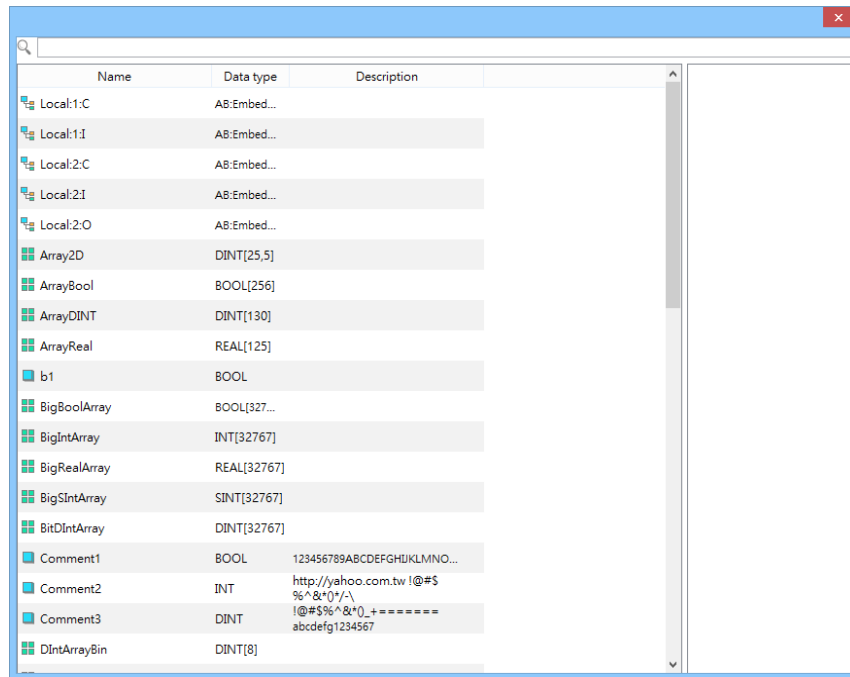 Name Data type Description
Local:1:C AB:Embed...
Local:1:I AB:Embed...
Local:2:C AB:Embed...
Local:2:I AB:Embed...
Local:2:O AB:Embed...
Array2D DINT[25,5]
ArrayBool BOOL[256]
ArrayDINT DINT[130]
ArrayReal REAL[125]
b1 BOOL
BigBoolArray BOOL[327...
BigIntArray INT[32767]
BigRealArray REAL[32767]
BigSIntArray SINT[32767]
BitDIntArray DINT[32767]
Comment1 BOOL 123456789ABCDEFGHIJKLMNO...
Comment2 INT http://yahoo.com.tw !@#$
%^&*()*/-\
Comment3 DINT !@#$%^&*()_+=======
abcdefg1234567
DIntArrayBin DINT[8]